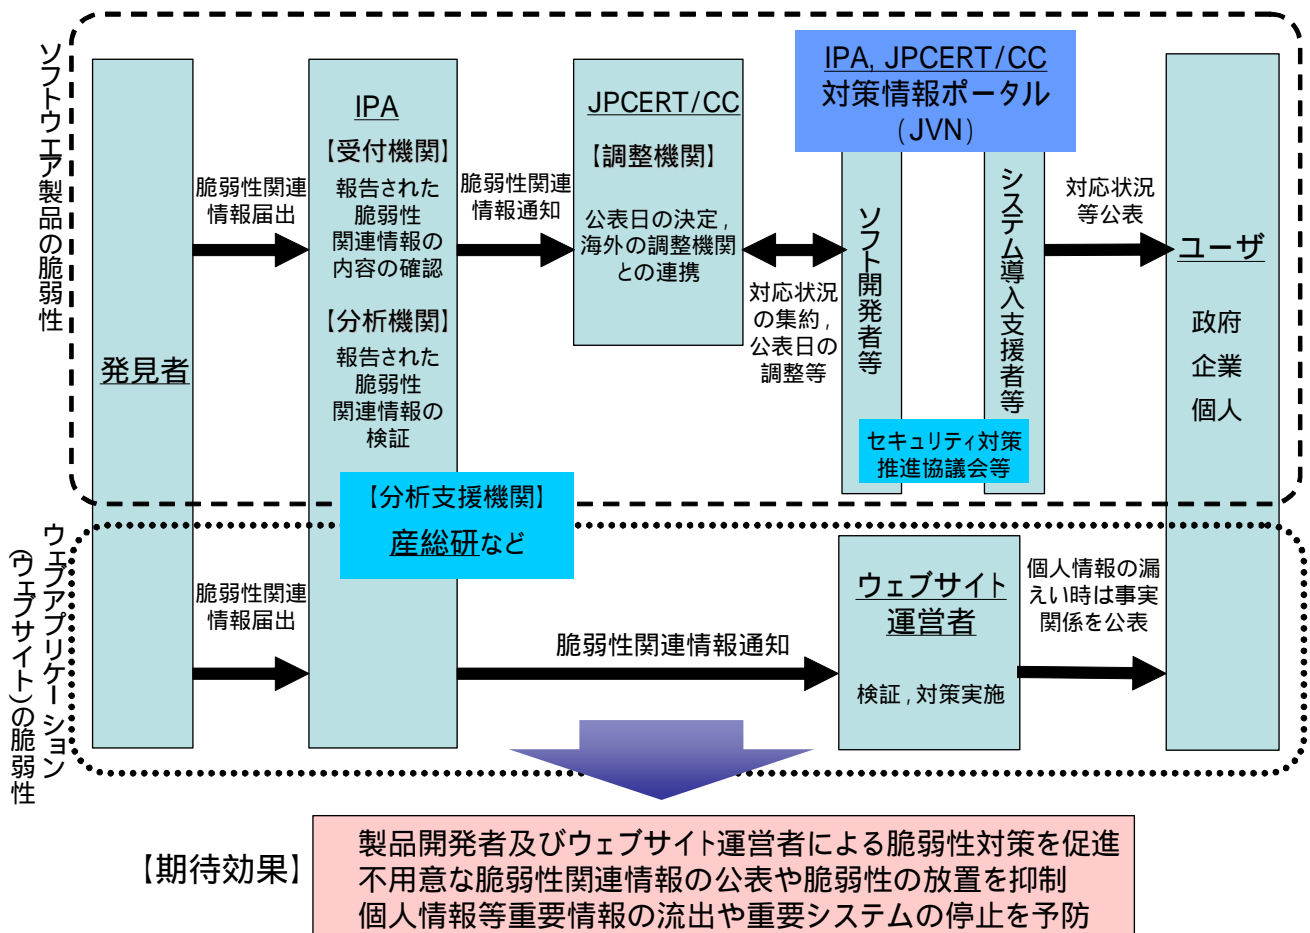 ソフトウエア製品の脆弱性
発見者
脆弱性関連
情報届出
IPA
【受付機関】
報告された
脆弱性
関連情報の
内容の確認
【分析機関】
報告された
脆弱性
関連情報の
検証
脆弱性関連
情報通知
JPCERT/CC
【調整機関】
公表日の決定,
海外の調整機関
との連携
対応状況
の集約,
公表日の
調整等
IPA, JPCERT/CC
対策情報ポータル
(JVN)
ソフト開発者等
システム導入支援者等
セキュリティ対策
推進協議会等
対応状況
等公表
ユーザ
政府
企業
個人
【分析支援機関】
産総研など
ウェブアプリケーション
(ウェブサイト)の脆弱性
脆弱性関連
情報届出
脆弱性関連情報通知
ウェブサイト
運営者
検証,対策実施
個人情報の漏
えい時は事実
関係を公表
【期待効果】
製品開発者及びウェブサイト運営者による脆弱性対策を促進
不用意な脆弱性関連情報の公表や脆弱性の放置を抑制
個人情報等重要情報の流出や重要システムの停止を予防